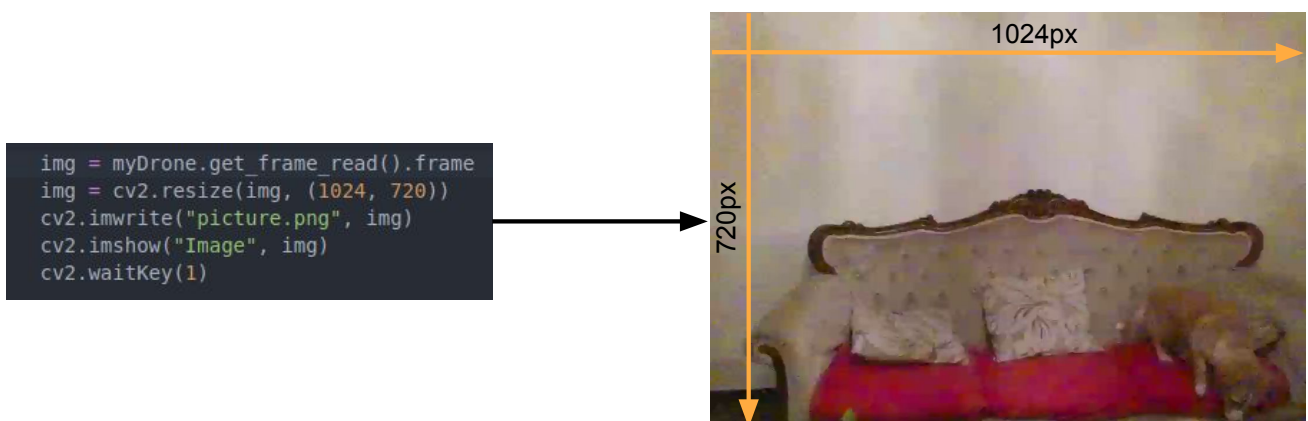 img = myDrone.get_frame_read().frame
img = cv2.resize(img, (1024, 720))
cv2.imwrite("picture.png", img)
cv2.imshow("Image", img)
cv2.waitKey(1)
1024px
720px